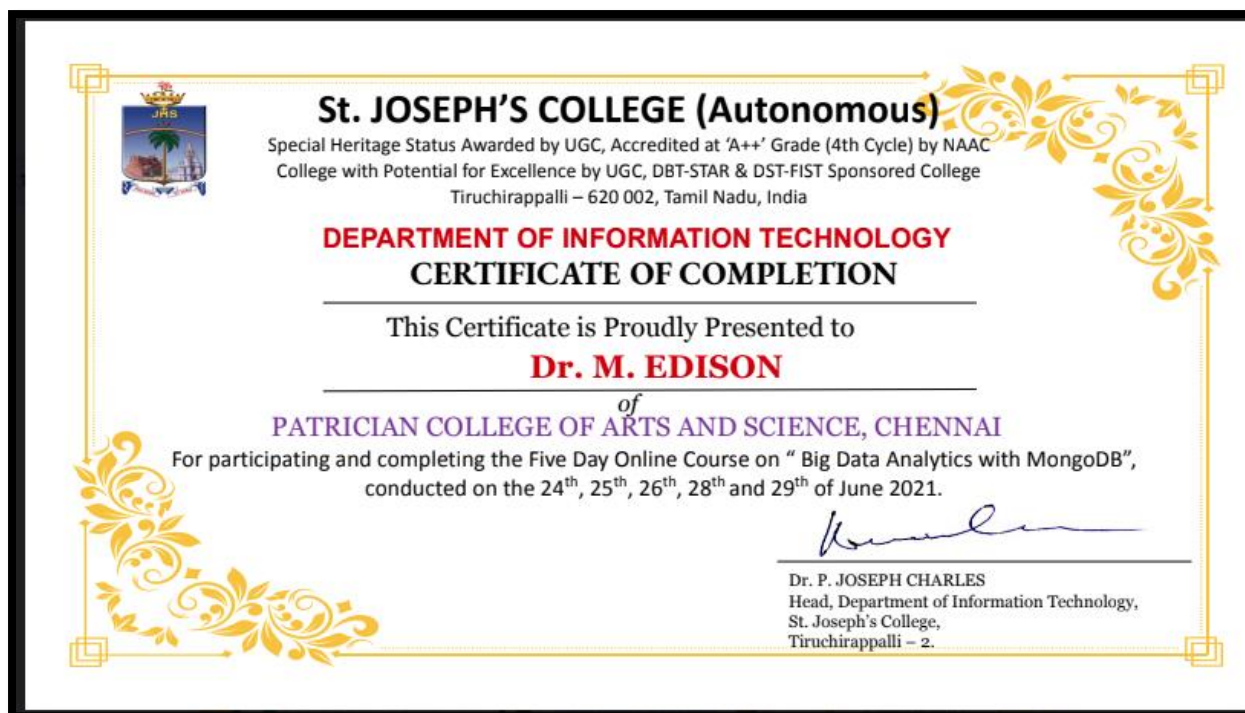 JHS
St. JOSEPH'S COLLEGE (Autonomous)
Special Heritage Status Awarded by UGC, Accredited at 'A++' Grade (4th Cycle) by NAAC
College with Potential for Excellence by UGC, DBT-STAR & DST-FIST Sponsored College
Tiruchirappalli – 620 002, Tamil Nadu, India
DEPARTMENT OF INFORMATION TECHNOLOGY
CERTIFICATE OF COMPLETION
This Certificate is Proudly Presented to
Dr. M. EDISON
of
PATRICIAN COLLEGE OF ARTS AND SCIENCE, CHENNAI
For participating and completing the Five Day Online Course on “ Big Data Analytics with MongoDB”,
conducted on the 24th, 25th, 26th, 28th and 29th of June 2021.
Dr. P. JOSEPH CHARLES
Head, Department of Information Technology,
St. Joseph's College,
Tiruchirappalli – 2.